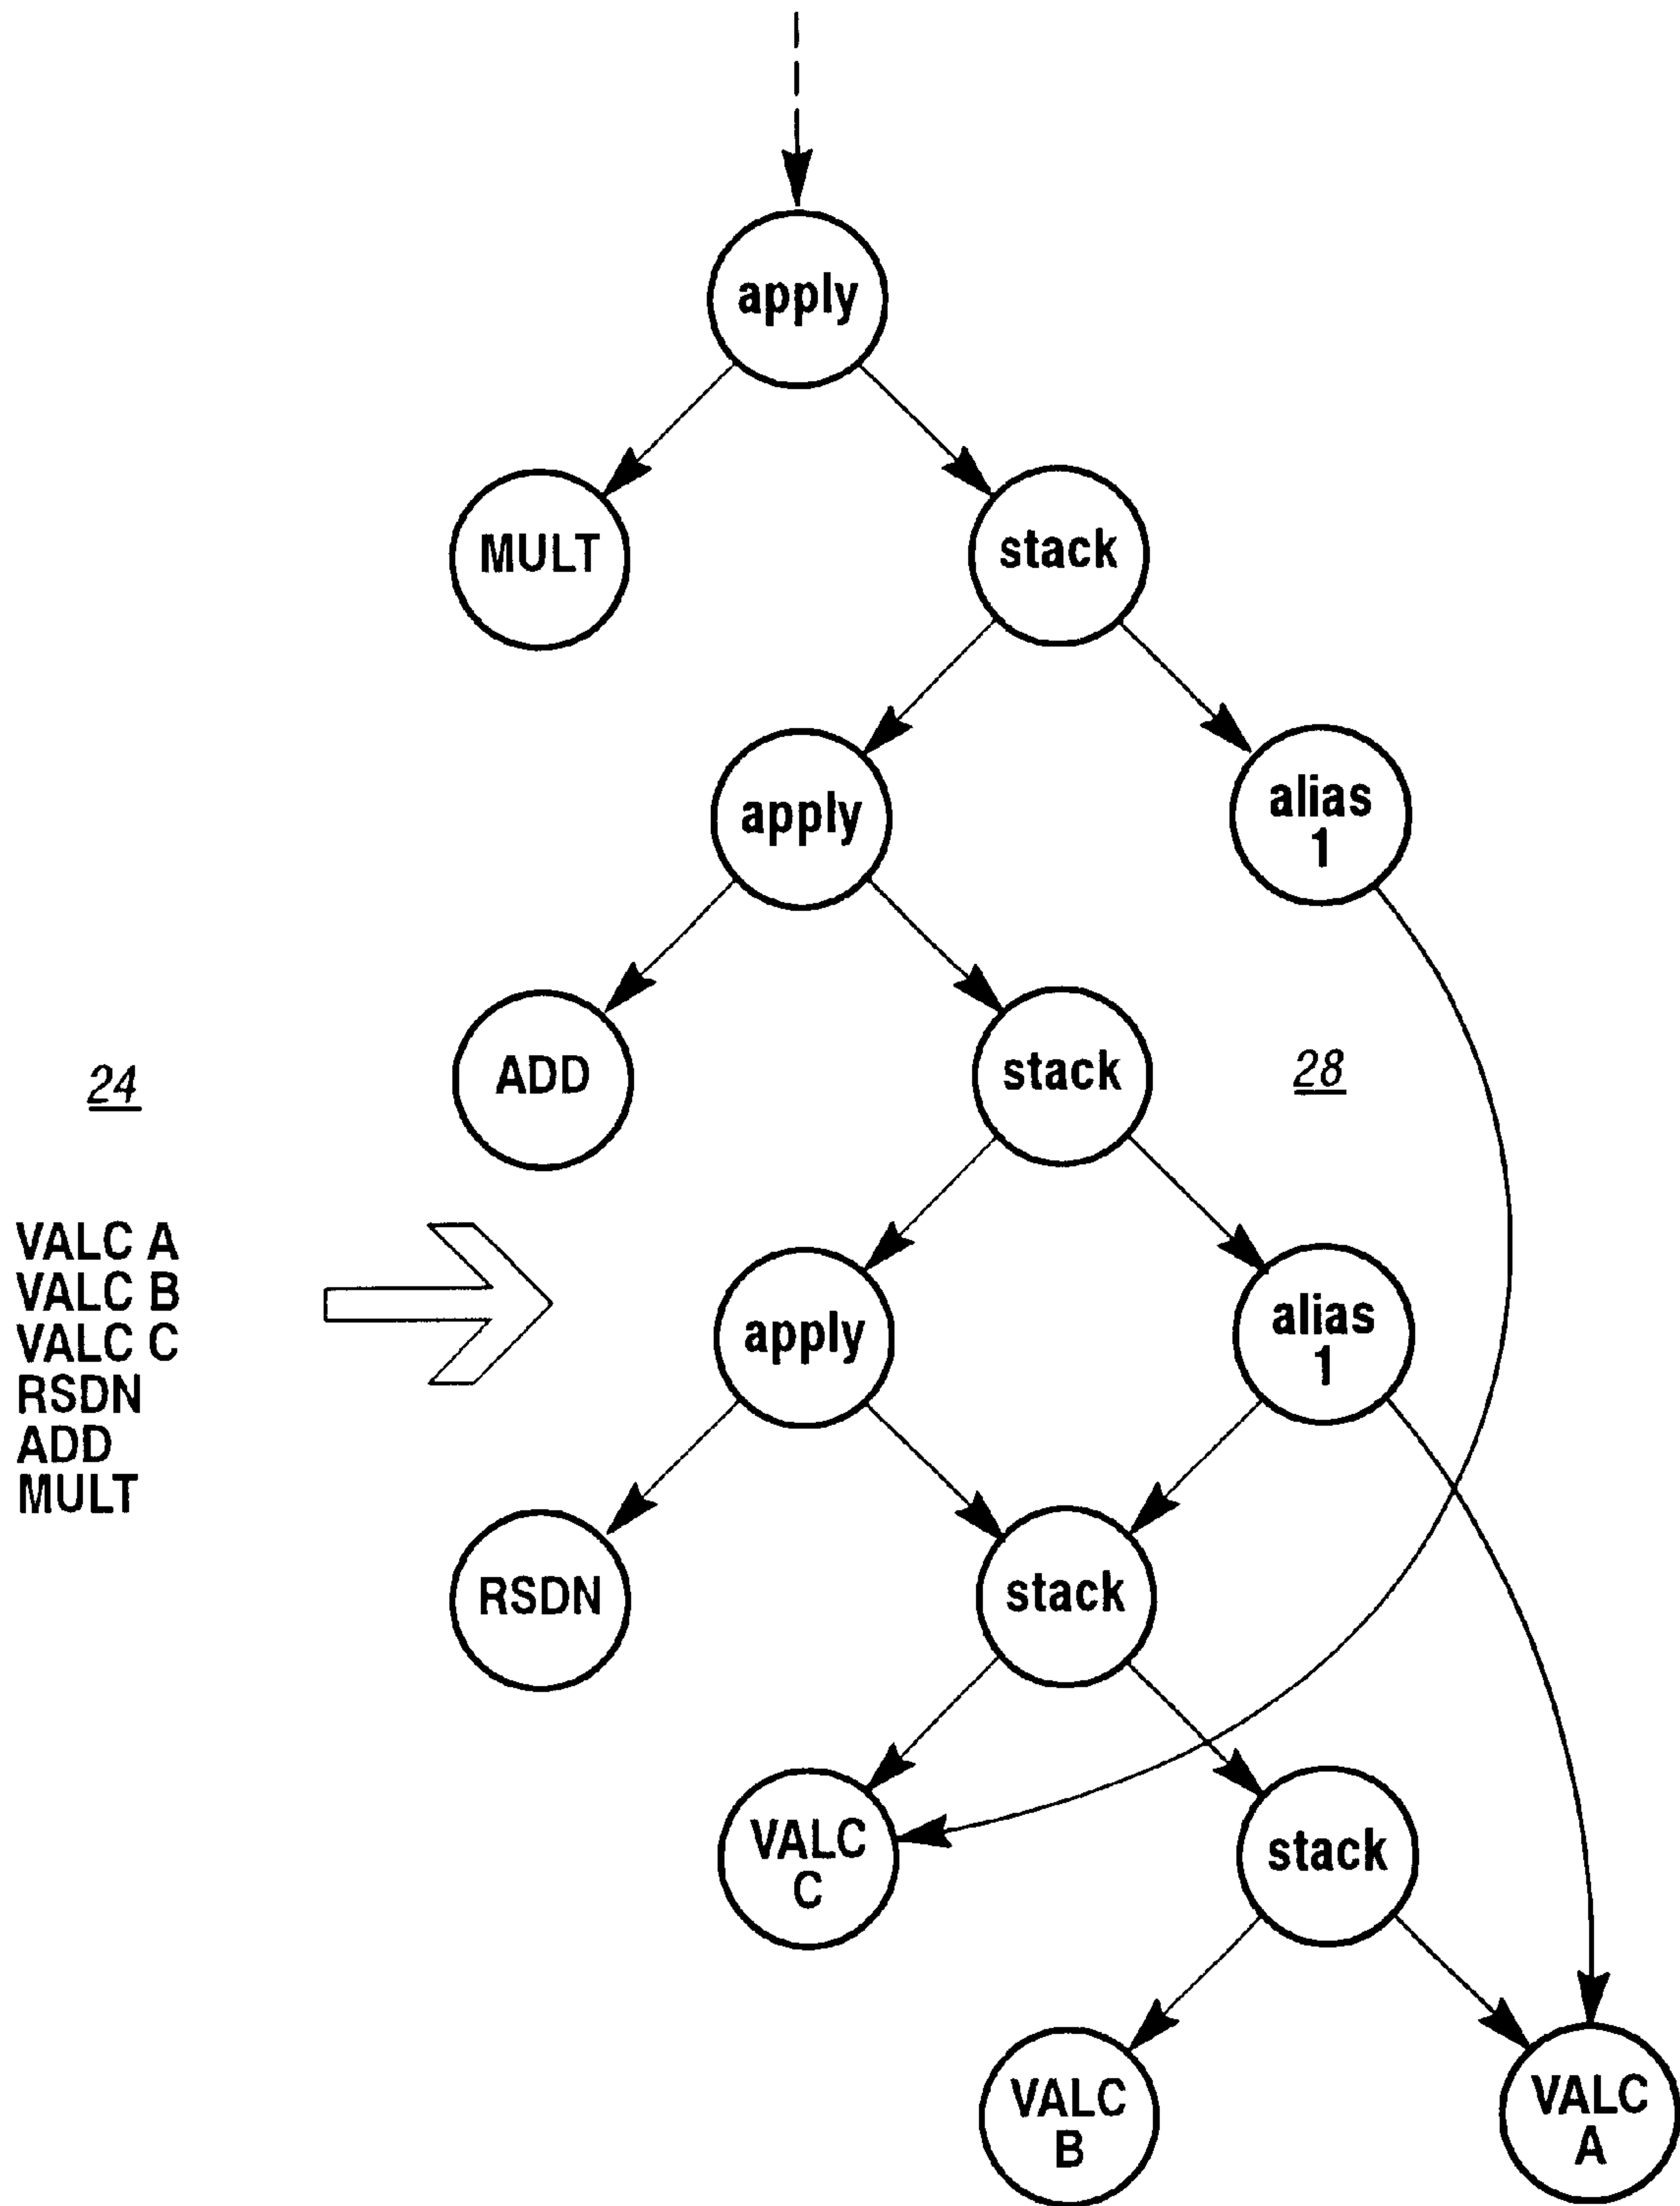 apply
MULT
stack
apply
alias
1
ADD
stack
24
28
VALC A
VALC B
VALC C
RSDN
ADD
MULT
apply
alias
1
RSDN
stack
VALC
C
stack
VALC
B
VALC
A